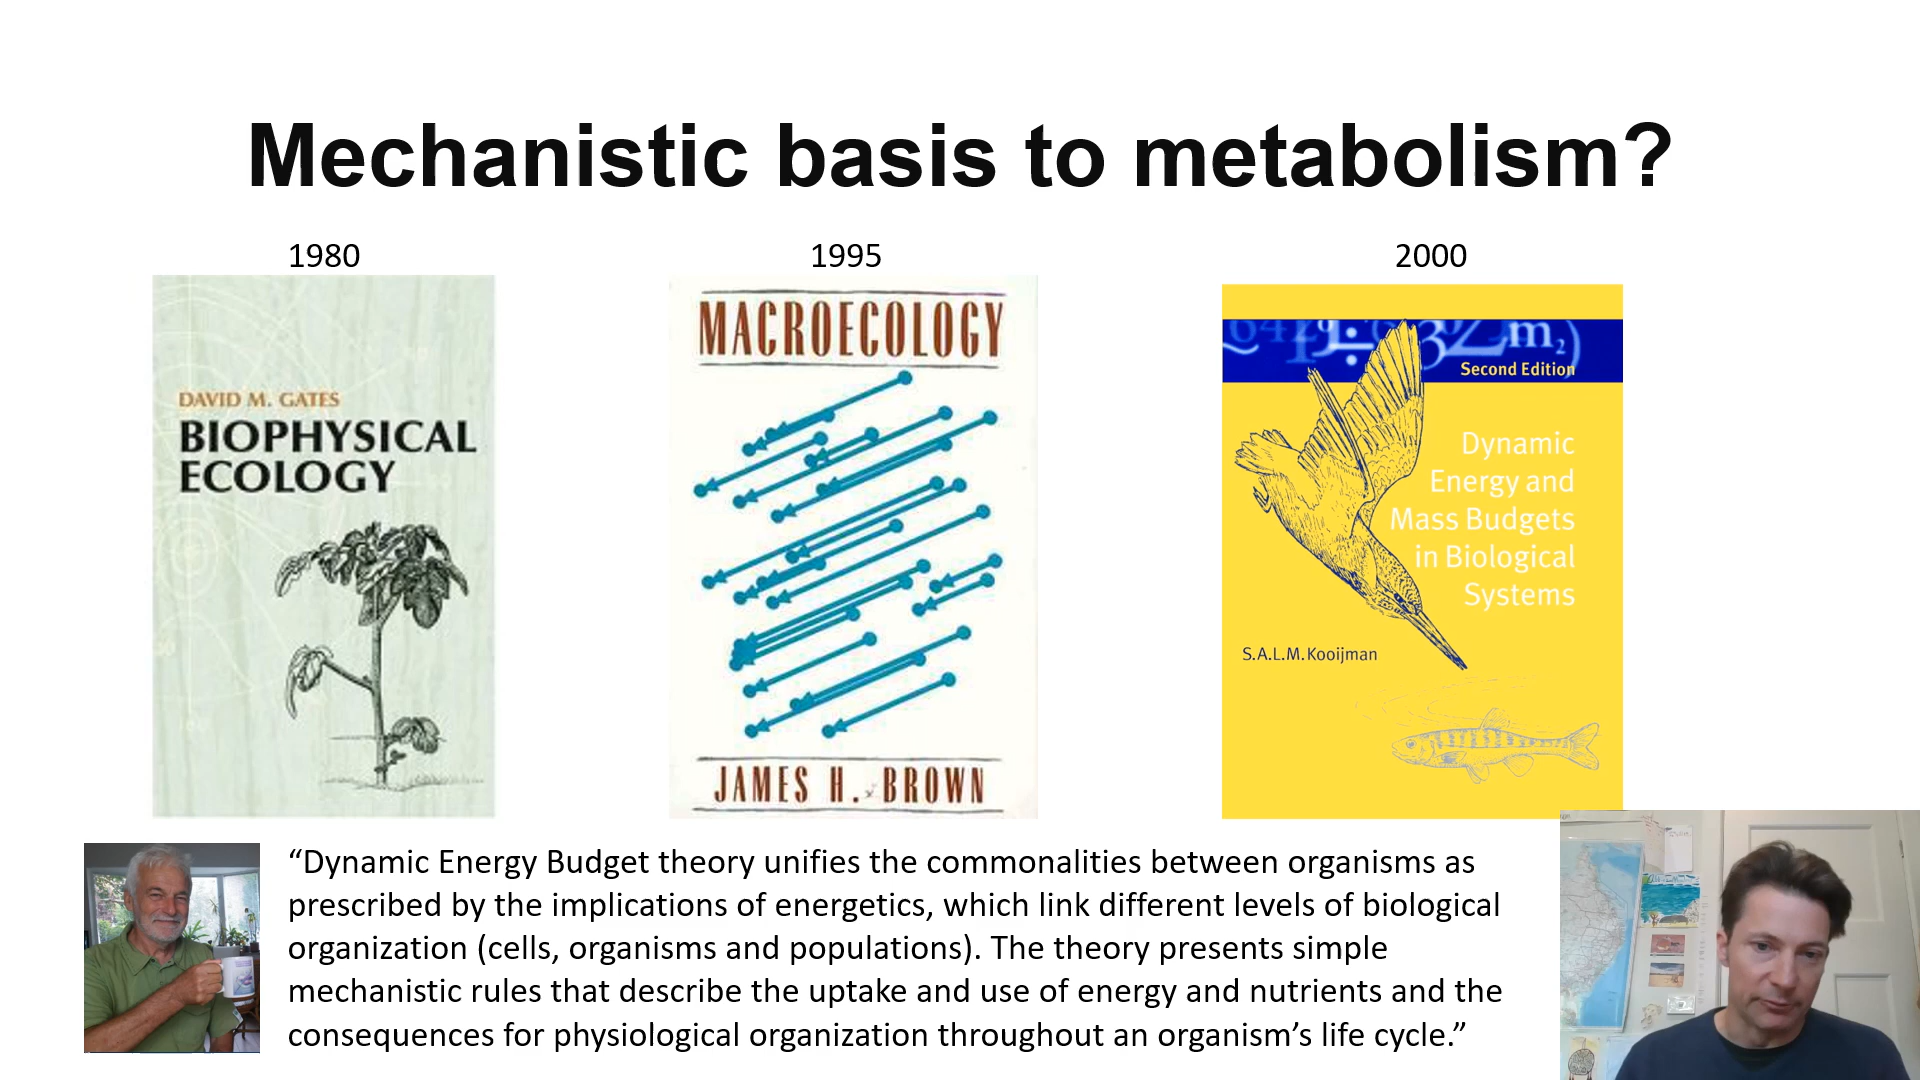 Mechanistic basis to metabolism?
1980
1995
2000
DAVID M. GATES
BIOPHYSICAL
ECOLOGY
MACROECOLOGY
JAMES H. BROWN
Second Edition
Dynamic
Energy and
Mass Budgets
in Biological
Systems
S.A.L.M. Kooijman
“Dynamic Energy Budget theory unifies the commonalities between organisms as
prescribed by the implications of energetics, which link different levels of biological
organization (cells, organisms and populations). The theory presents simple
mechanistic rules that describe the uptake and use of energy and nutrients and the
consequences for physiological organization throughout an organism’s life cycle.”